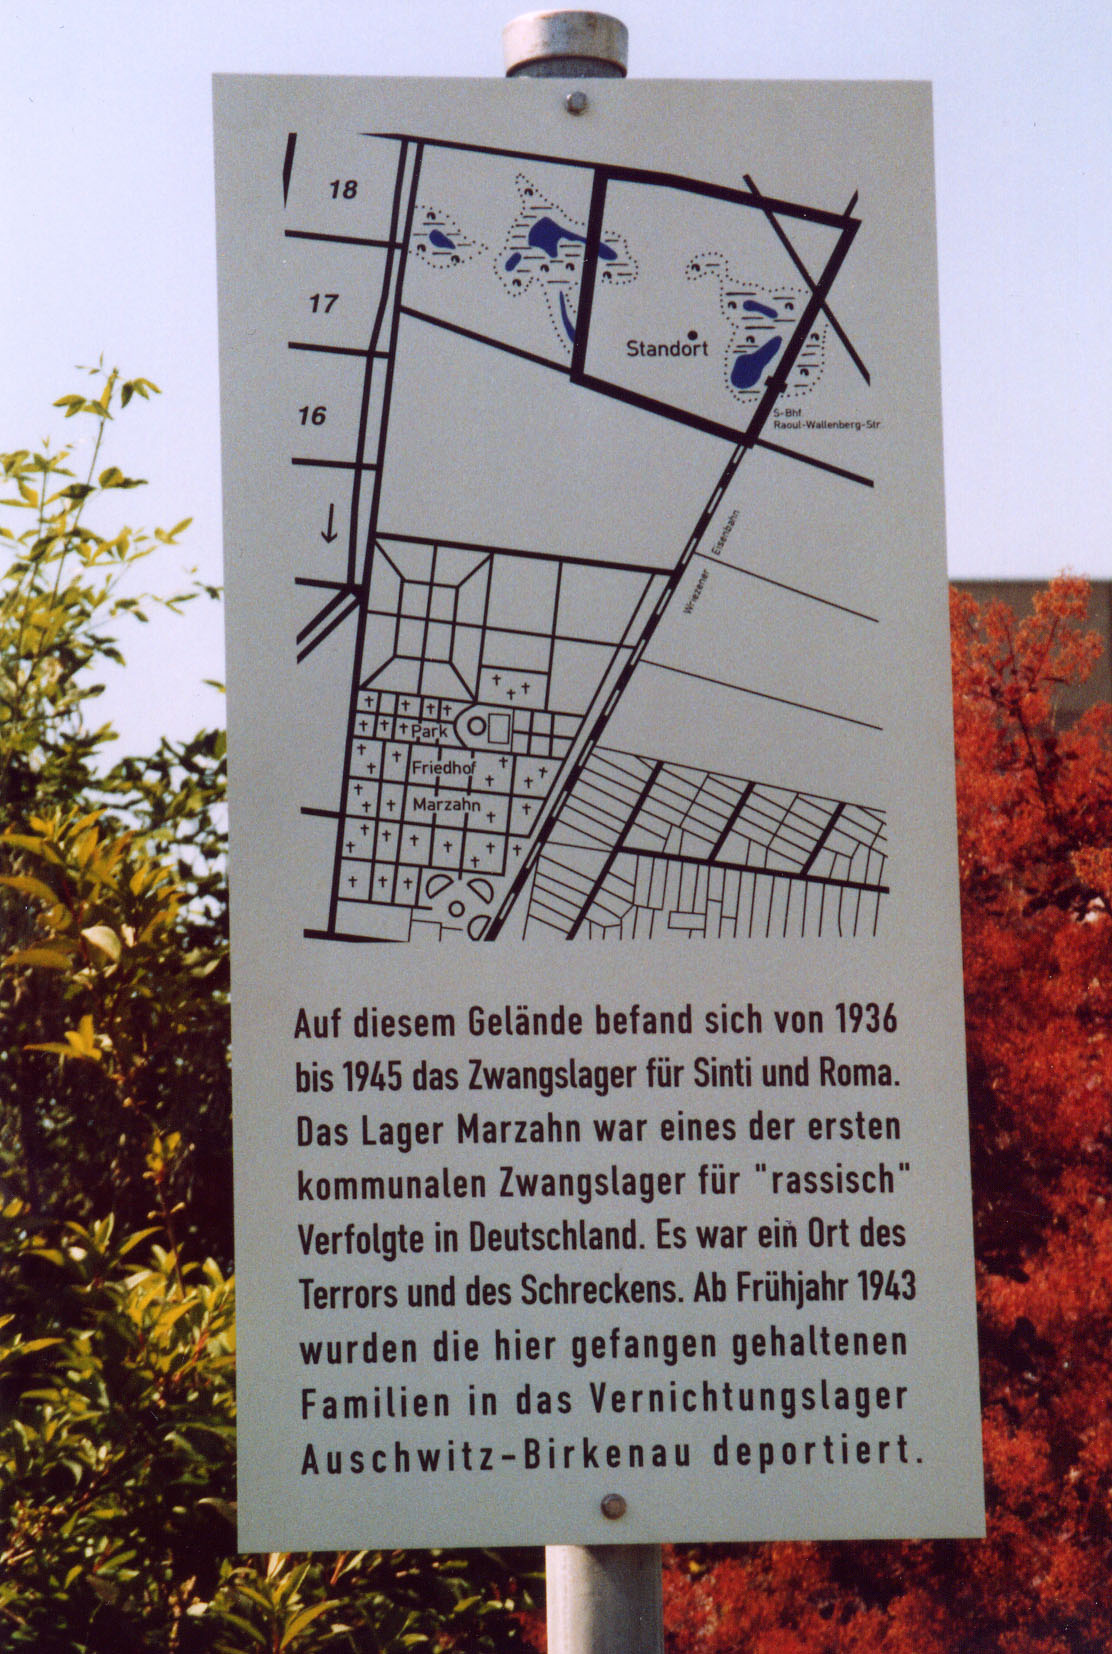 18
17
16
Standort
S-Bhf
Raoul-Wallenberg-Str.
Wriezener Eisenbahn
Park
Friedhof
Marzahn
Auf diesem Gelände befand sich von 1936
bis 1945 das Zwangslager für Sinti und Roma.
Das Lager Marzahn war eines der ersten
kommunalen Zwangslager für "rassisch"
Verfolgte in Deutschland. Es war ein Ort des
Terrors und des Schreckens. Ab Frühjahr 1943
wurden die hier gefangen gehaltenen
Familien in das Vernichtungslager
Auschwitz-Birkenau deportiert.